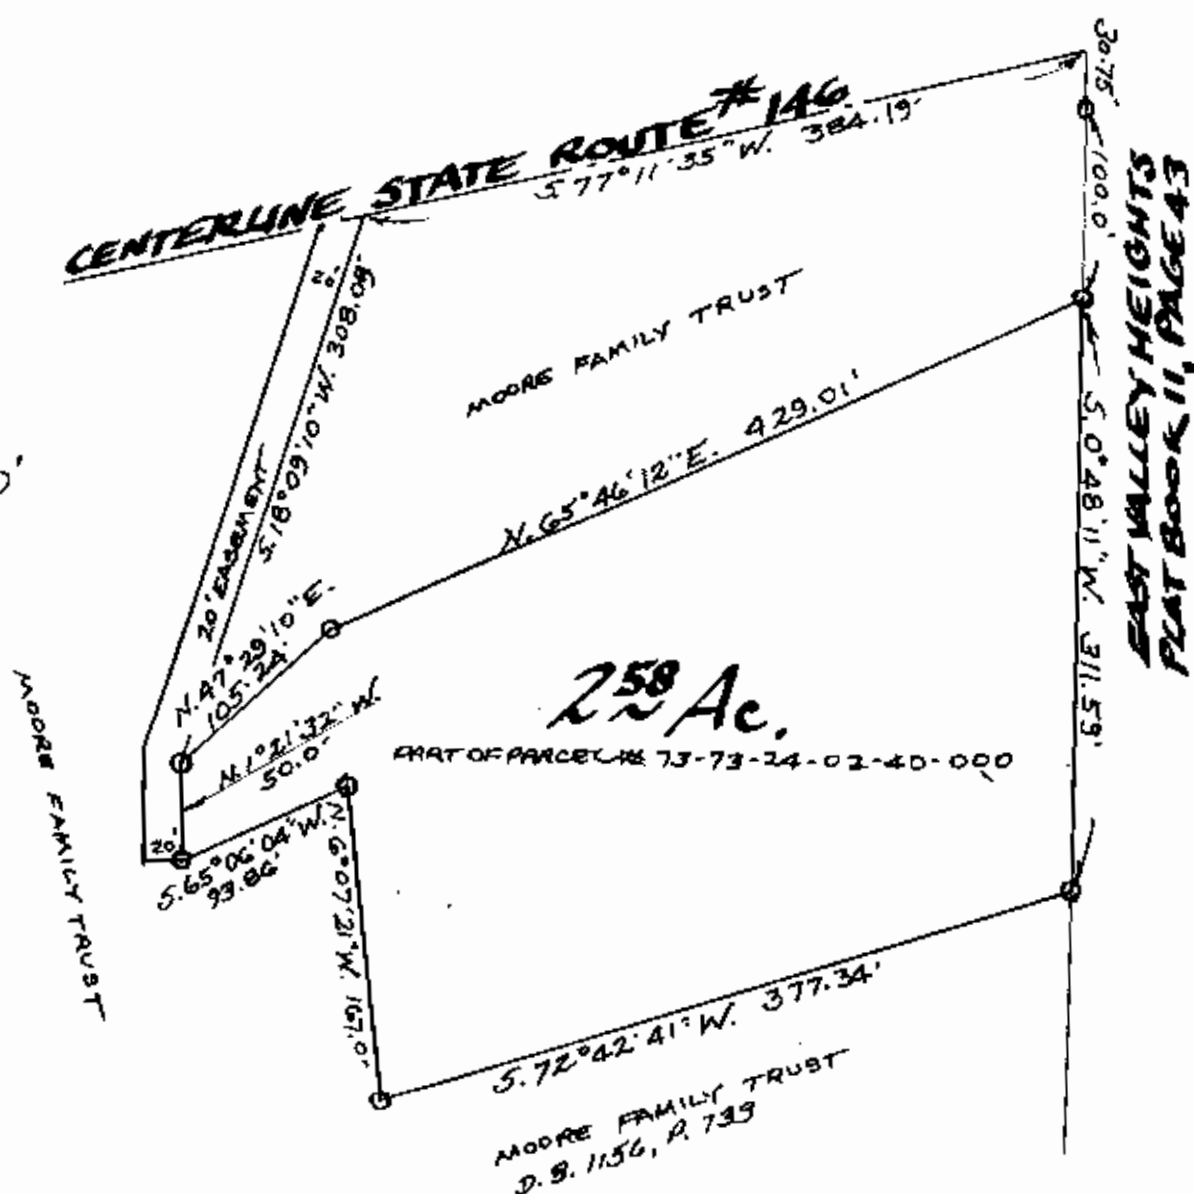 30.75'
CENTERLINE STATE ROUTE #146
S. 77° 11' 35" W. 384.19'
100.0'
EAST VALLEY HEIGHTS
PLAT BOOK 11, PAGE 43
20'
S. 18° 09' 10" W. 308.09'
MOORE FAMILY TRUST
N. 65° 46' 12" E. 429.01'
20' EASEMENT
S. 0° 48' 11" W. 311.59'
N. 47° 29' 10" E.
105.24'
N. 1° 21' 32" W.
50.0'
2 58 Ac.
PART OF PARCEL 73-73-24-02-40-000
20'
S. 65° 06' 04" W.
93.86'
N. 6° 07' 21" W. 167.0'
MOORE FAMILY TRUST
S. 72° 42' 41" W. 377.34'
MOORE FAMILY TRUST
D. B. 1156, P. 739